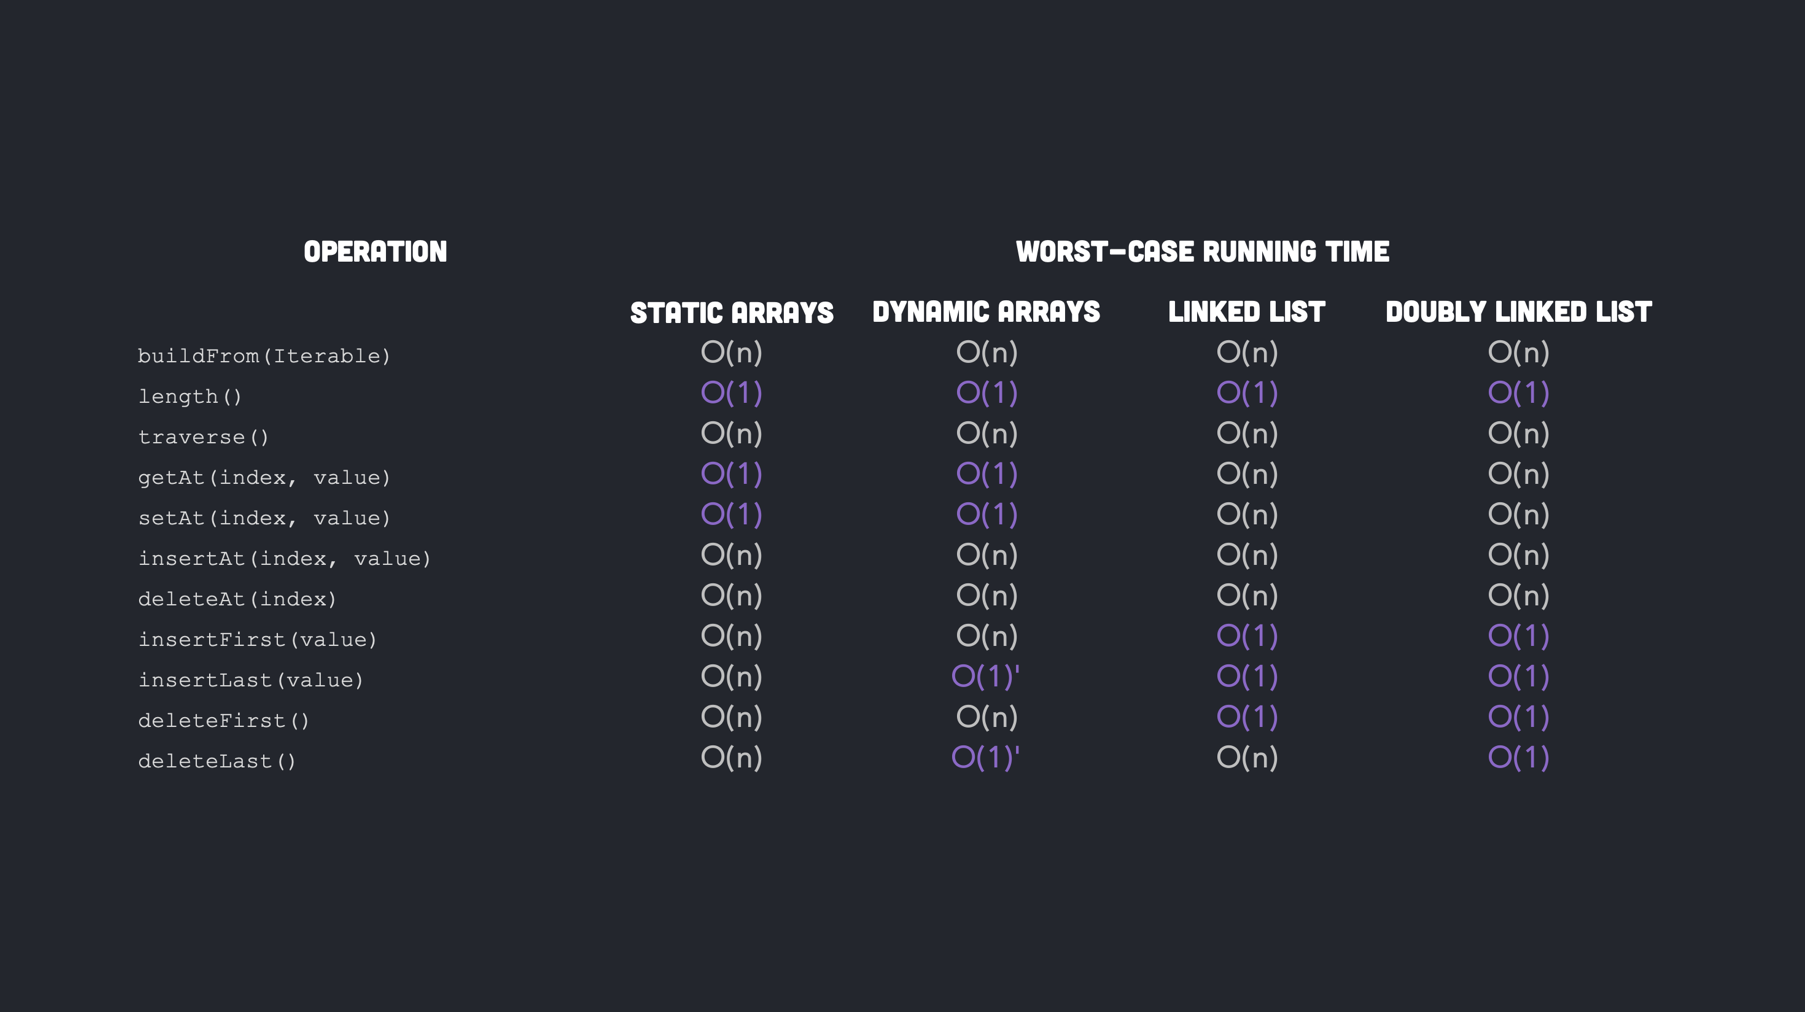 OPERATION WORST-CASE RUNNING TIME
STATIC ARRAYS DYNAMIC ARRAYS LINKED LIST DOUBLY LINKED LIST
buildFrom(Iterable) O(n) O(n) O(n) O(n)
length() O(1) O(1) O(1) O(1)
traverse() O(n) O(n) O(n) O(n)
getAt(index, value) O(1) O(1) O(n) O(n)
setAt(index, value) O(1) O(1) O(n) O(n)
insertAt(index, value) O(n) O(n) O(n) O(n)
deleteAt(index) O(n) O(n) O(n) O(n)
insertFirst(value) O(n) O(n) O(1) O(1)
insertLast(value) O(n) O(1)' O(1) O(1)
deleteFirst() O(n) O(n) O(1) O(1)
deleteLast() O(n) O(1)' O(n) O(1)